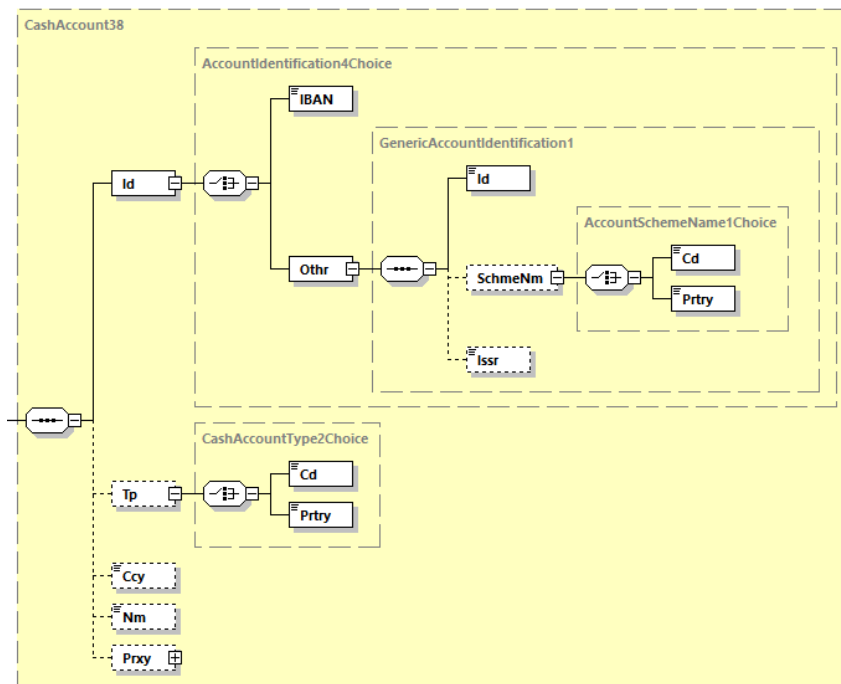 CashAccount38
AccountIdentification4Choice
IBAN
GenericAccountIdentification1
Id
Id
AccountSchemeName1Choice
Cd
Othr
SchmeNm
Prtry
Issr
CashAccountType2Choice
Cd
Tp
Prtry
Ccy
Nm
Prxy